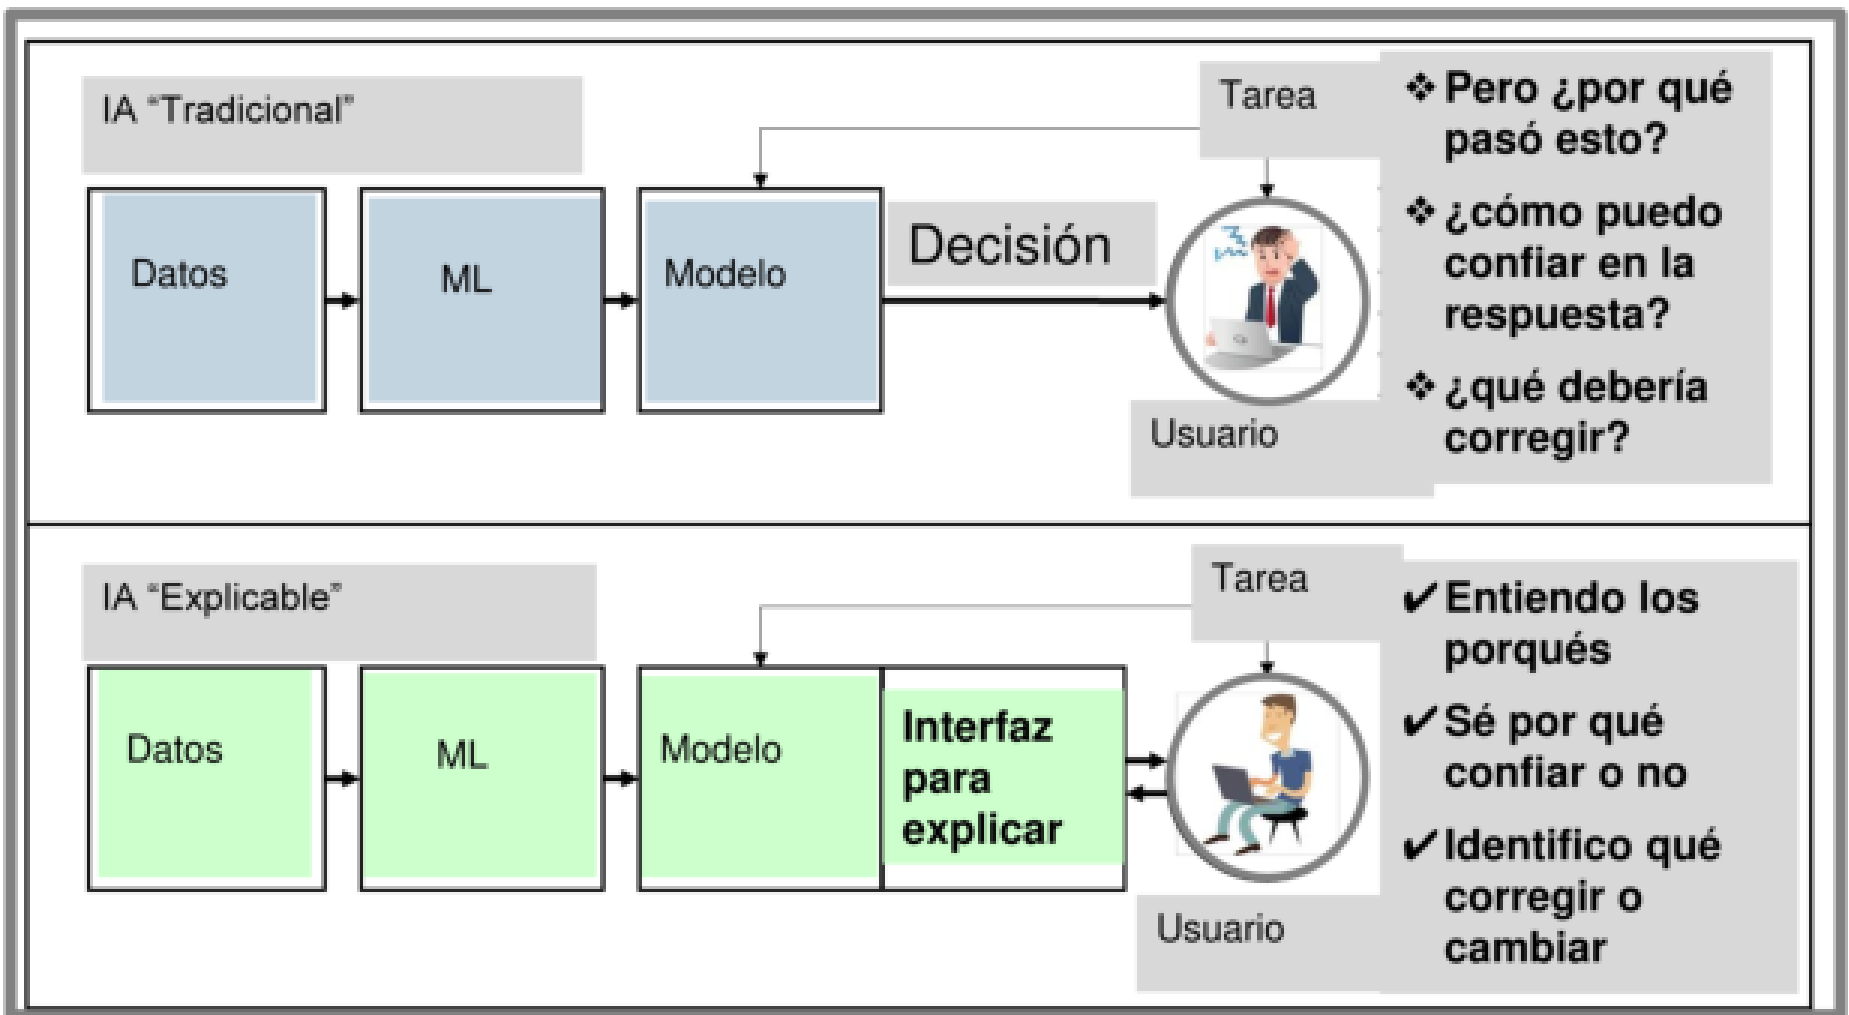 IA “Tradicional”
Tarea
Datos
ML
Modelo
Decisión
Usuario
❖ Pero ¿por qué
pasó esto?
❖ ¿cómo puedo
confiar en la
respuesta?
❖ ¿qué debería
corregir?
IA “Explicable”
Tarea
Datos
ML
Modelo
Interfaz
para
explicar
Usuario
✔ Entiendo los
porqués
✔ Sé por qué
confiar o no
✔ Identifico qué
corregir o
cambiar